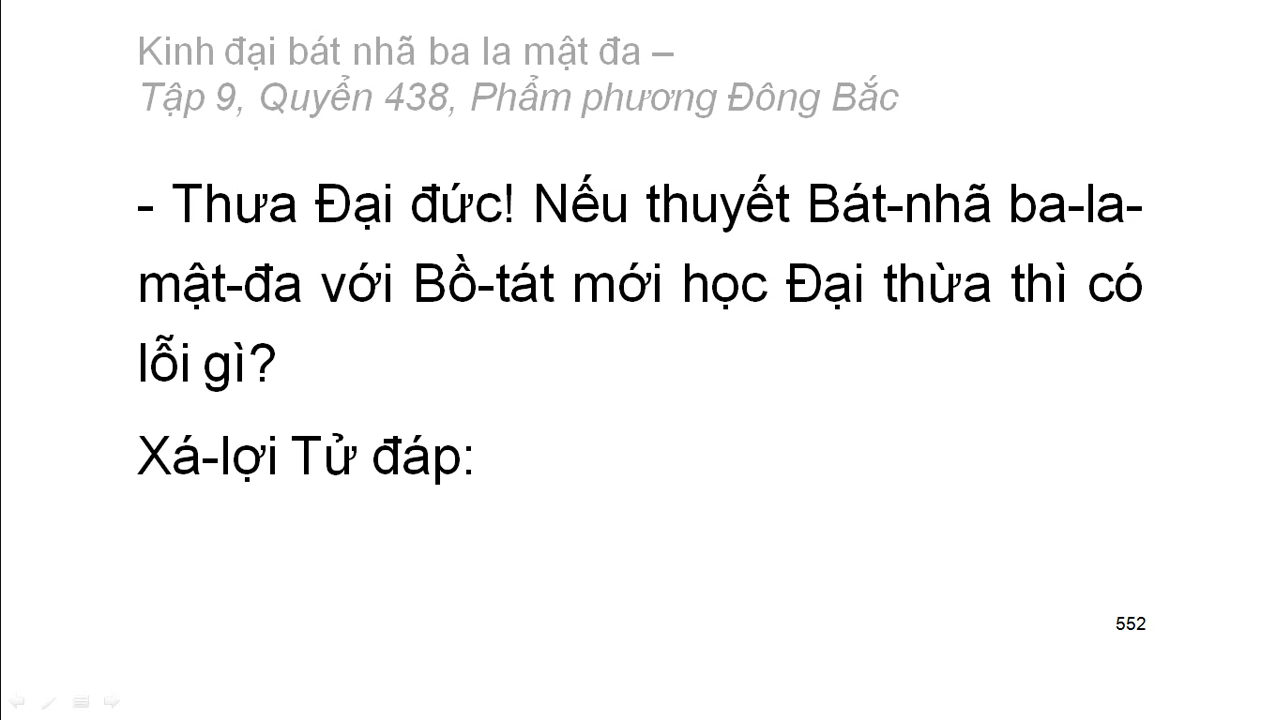 Kinh đại bát nhã ba la mật đa –
Tập 9, Quyển 438, Phẩm phương Đông Bắc
- Thưa Đại đức! Nếu thuyết Bát-nhã ba-la-
mật-đa với Bồ-tát mới học Đại thừa thì có
lỗi gì?
Xá-lợi Tử đáp:
552